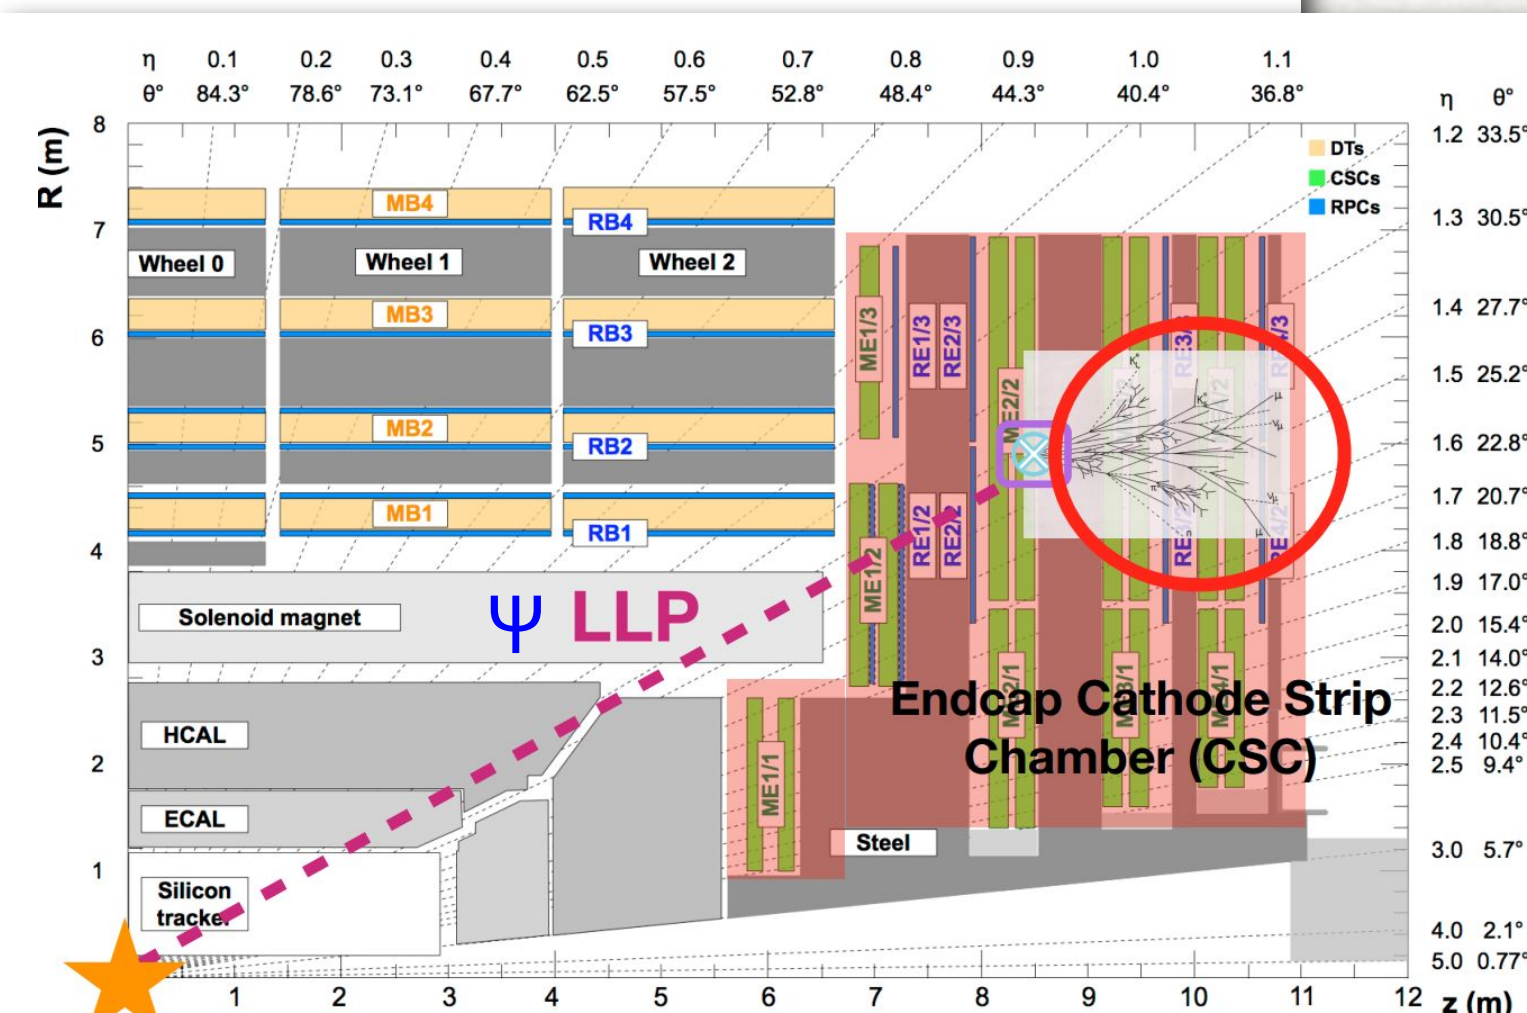 η 0.1 0.2 0.3 0.4 0.5 0.6 0.7 0.8 0.9 1.0 1.1
θ° 84.3° 78.6° 73.1° 67.7° 62.5° 57.5° 52.8° 48.4° 44.3° 40.4° 36.8°
η θ°
R (m)
8
7
6
5
4
3
2
1
1.2 33.5°
1.3 30.5°
1.4 27.7°
1.5 25.2°
1.6 22.8°
1.7 20.7°
1.8 18.8°
1.9 17.0°
2.0 15.4°
2.1 14.0°
2.2 12.6°
2.3 11.5°
2.4 10.4°
2.5 9.4°
3.0 5.7°
4.0 2.1°
5.0 0.77°
DTs
CSCs
RPCs
MB4
RB4
Wheel 0
Wheel 1
Wheel 2
MB3
RB3
MB2
RB2
MB1
RB1
ME1/3
RE1/3
RE2/3
ME2/2
ME1/2
RE1/2
RE2/2
ME1/1
Solenoid magnet
ψ LLP
HCAL
ECAL
Silicon
tracker
Endcap Cathode Strip
Chamber (CSC)
Steel
μ
1 2 3 4 5 6 7 8 9 10 11 12 z (m)